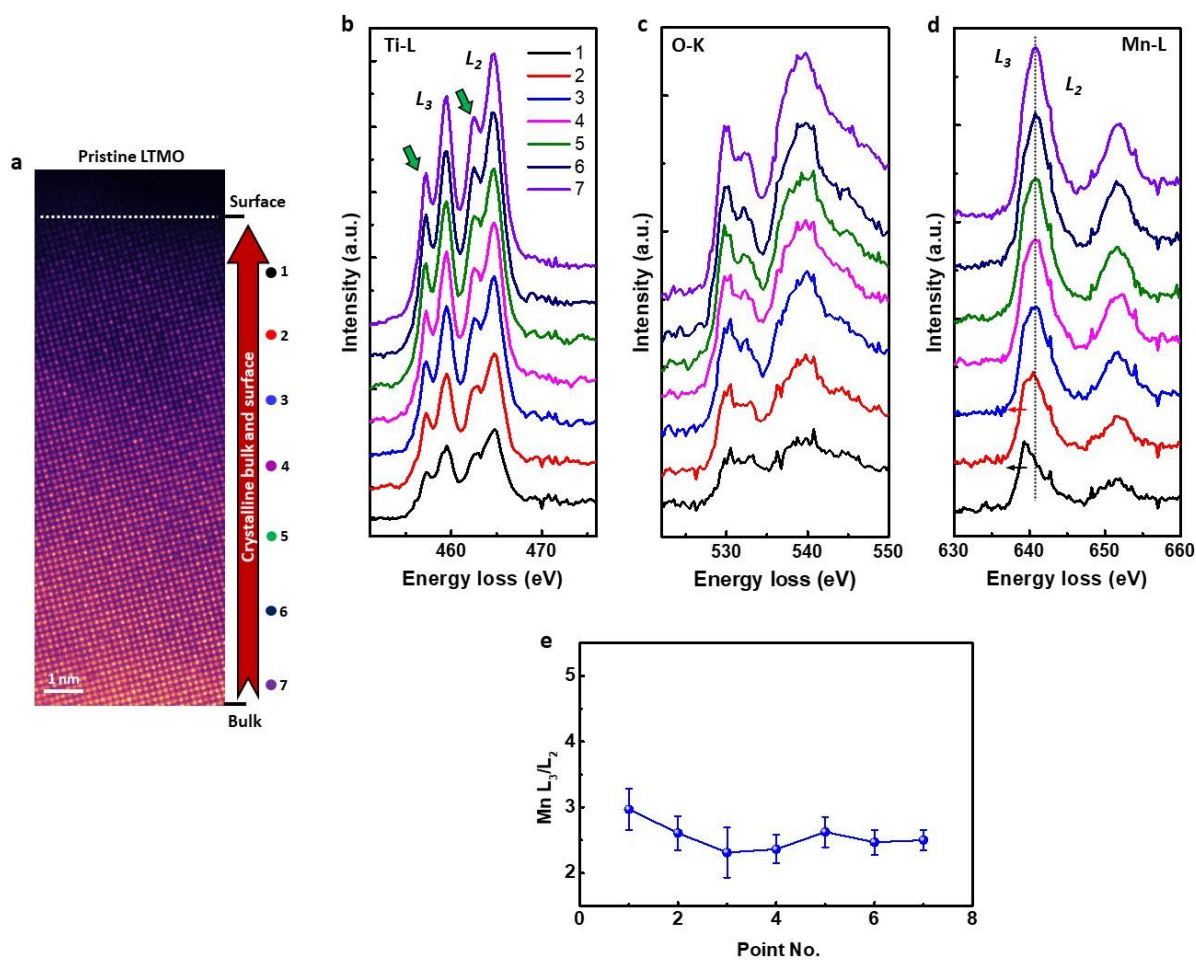 a
Pristine LTMO
Surface
Crystalline bulk and surface
1
2
3
4
5
6
7
1 nm
Bulk
b
Ti-L
L3
L2
1
2
3
4
5
6
7
Intensity (a.u.)
460 470
Energy loss (eV)
c
O-K
Intensity (a.u.)
530 540 550
Energy loss (eV)
d
Mn-L
L3
L2
Intensity (a.u.)
630 640 650 660
Energy loss (eV)
e
Mn L3/L2
5
4
3
2
0 2 4 6 8
Point No.